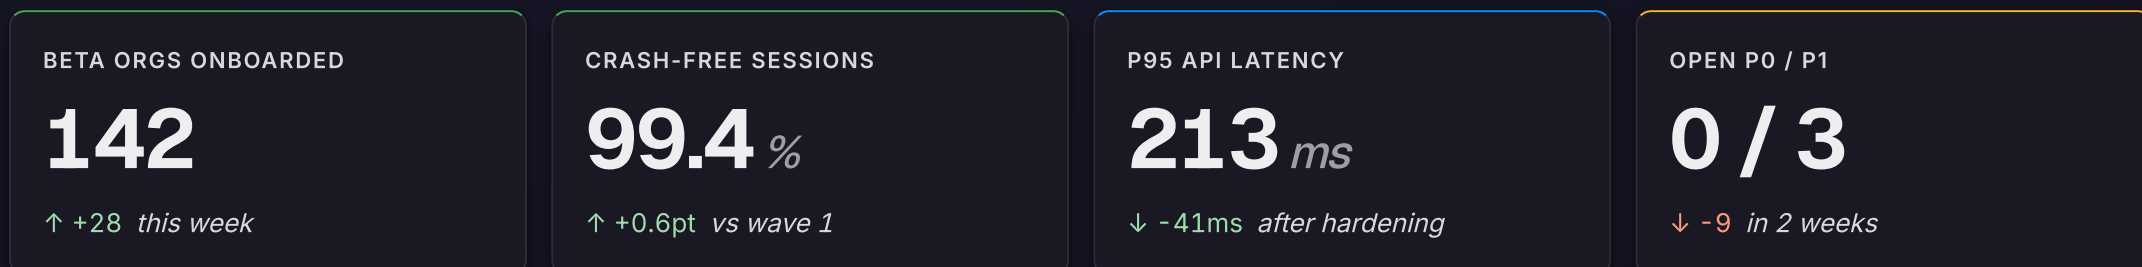 BETA ORGS ONBOARDED
142
↑ +28 this week
CRASH-FREE SESSIONS
99.4 %
↑ +0.6pt vs wave 1
P95 API LATENCY
213 ms
↓ -41ms after hardening
OPEN P0 / P1
0 / 3
↓ -9 in 2 weeks